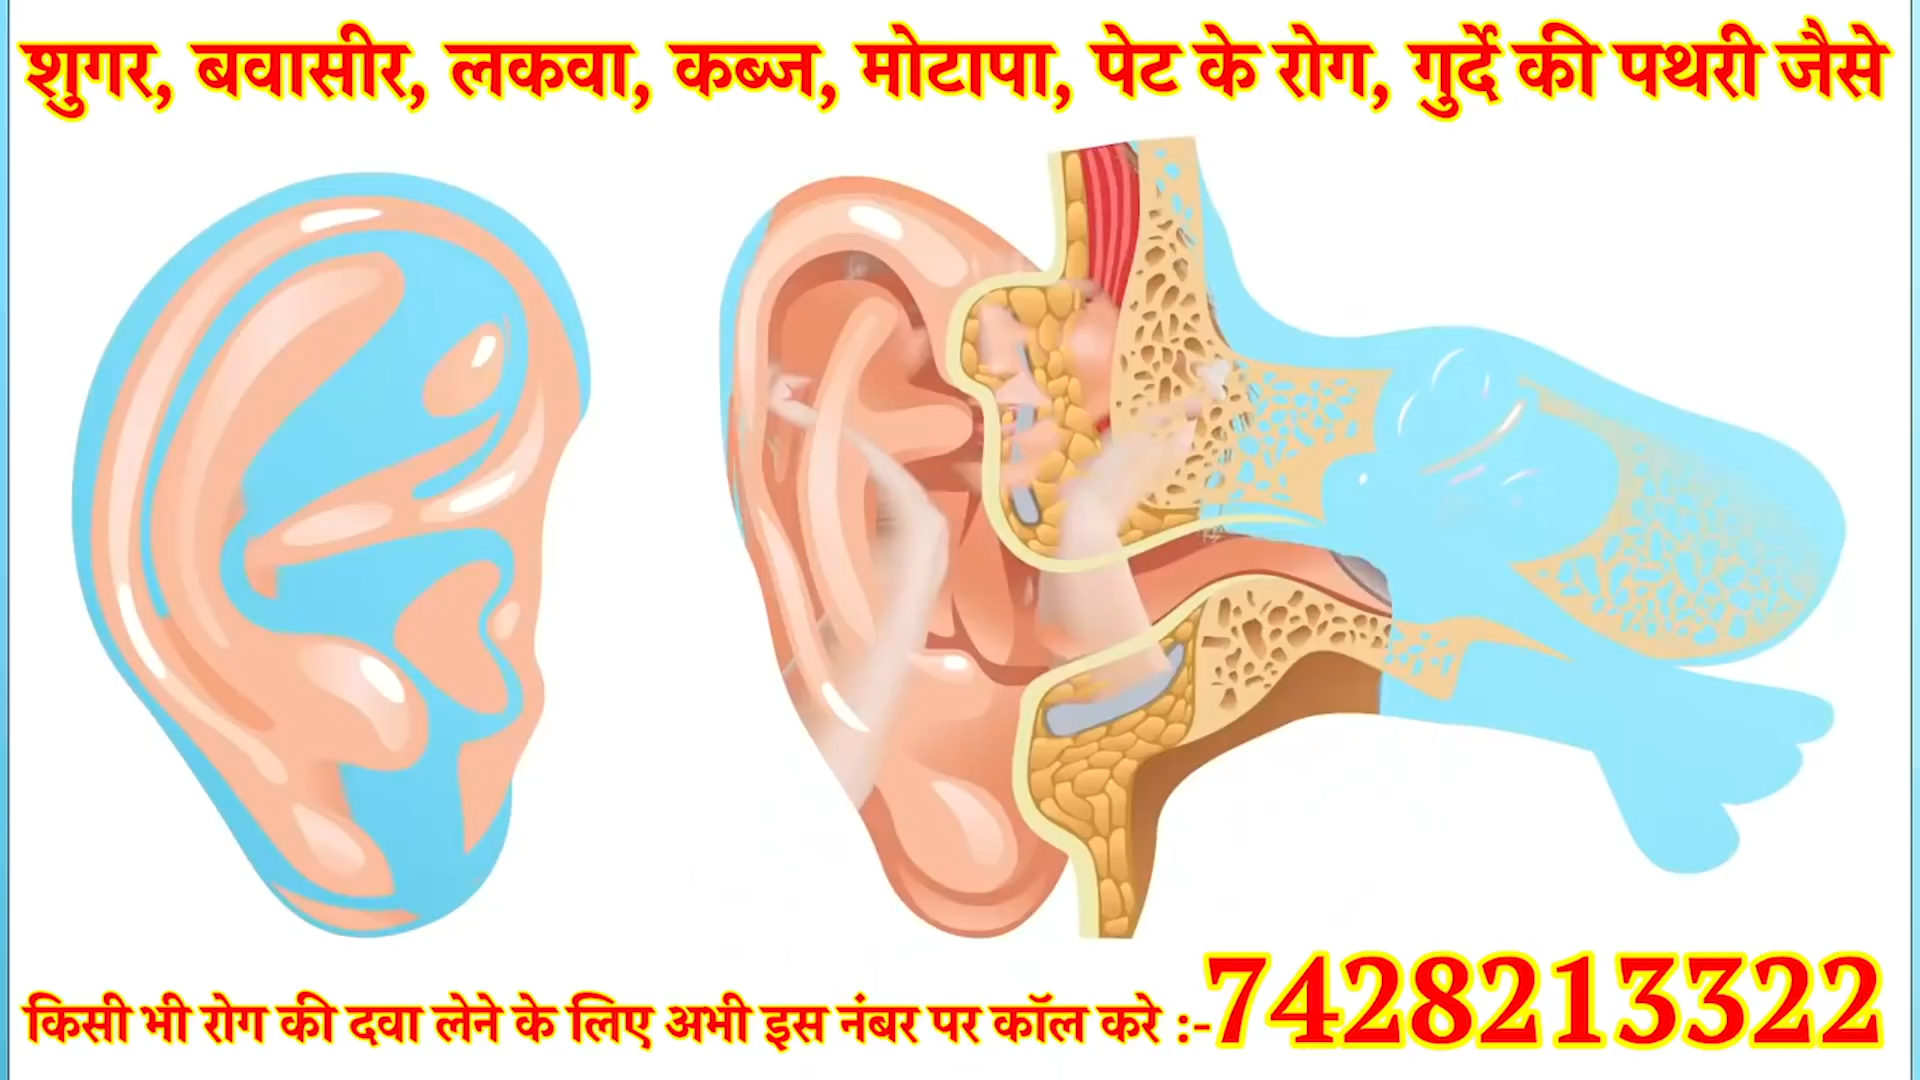 शुगर, बवासीर, लकवा, कब्ज, मोटापा, पेट के रोग, गुर्दे की पथरी जैसे
किसी भी रोग की दवा लेने के लिए अभी इस नंबर पर कॉल करे :-7428213322